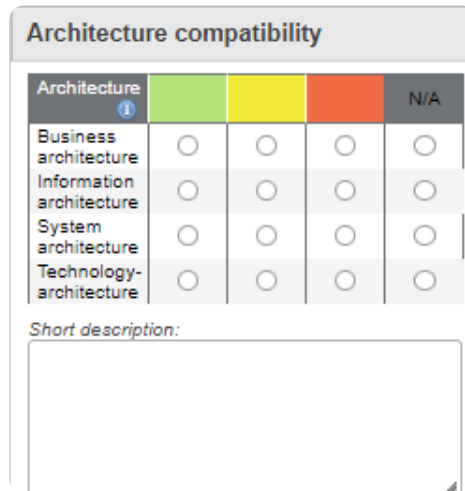 Architecture compatibility
Architecture
N/A
Business
architecture
Information
architecture
System
architecture
Technology-
architecture
Short description: